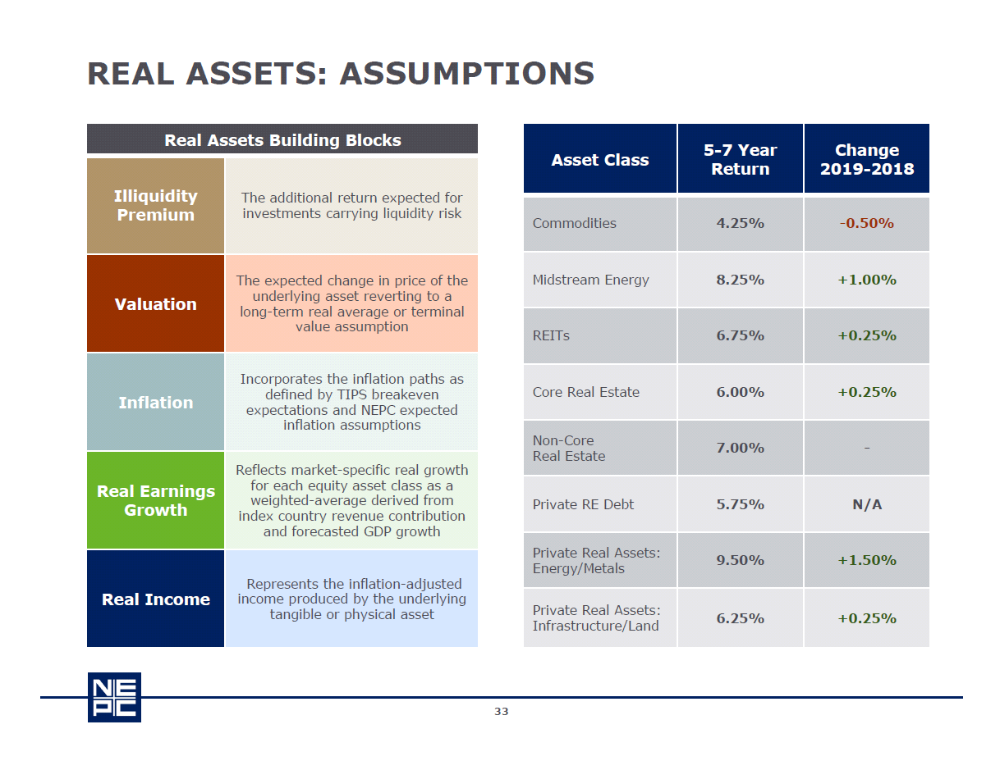 REAL ASSETS: ASSUMPTIONS
Real Assets Building Blocks
Illiquidity
Premium
The additional return expected for
investments carrying liquidity risk
Valuation
The expected change in price of the
underlying asset reverting to a
long-term real average or terminal
value assumption
Inflation
Incorporates the inflation paths as
defined by TIPS breakeven
expectations and NEPC expected
inflation assumptions
Real Earnings
Growth
Reflects market-specific real growth
for each equity asset class as a
weighted-average derived from
index country revenue contribution
and forecasted GDP growth
Real Income
Represents the inflation-adjusted
income produced by the underlying
tangible or physical asset
Asset Class
5-7 Year
Return
Change
2019-2018
Commodities 4.25% -0.50%
Midstream Energy 8.25% +1.00%
REITs 6.75% +0.25%
Core Real Estate 6.00% +0.25%
Non-Core
Real Estate
7.00% -
Private RE Debt 5.75% N/A
Private Real Assets:
Energy/Metals
9.50% +1.50%
Private Real Assets:
Infrastructure/Land
6.25% +0.25%
NE
PC
33